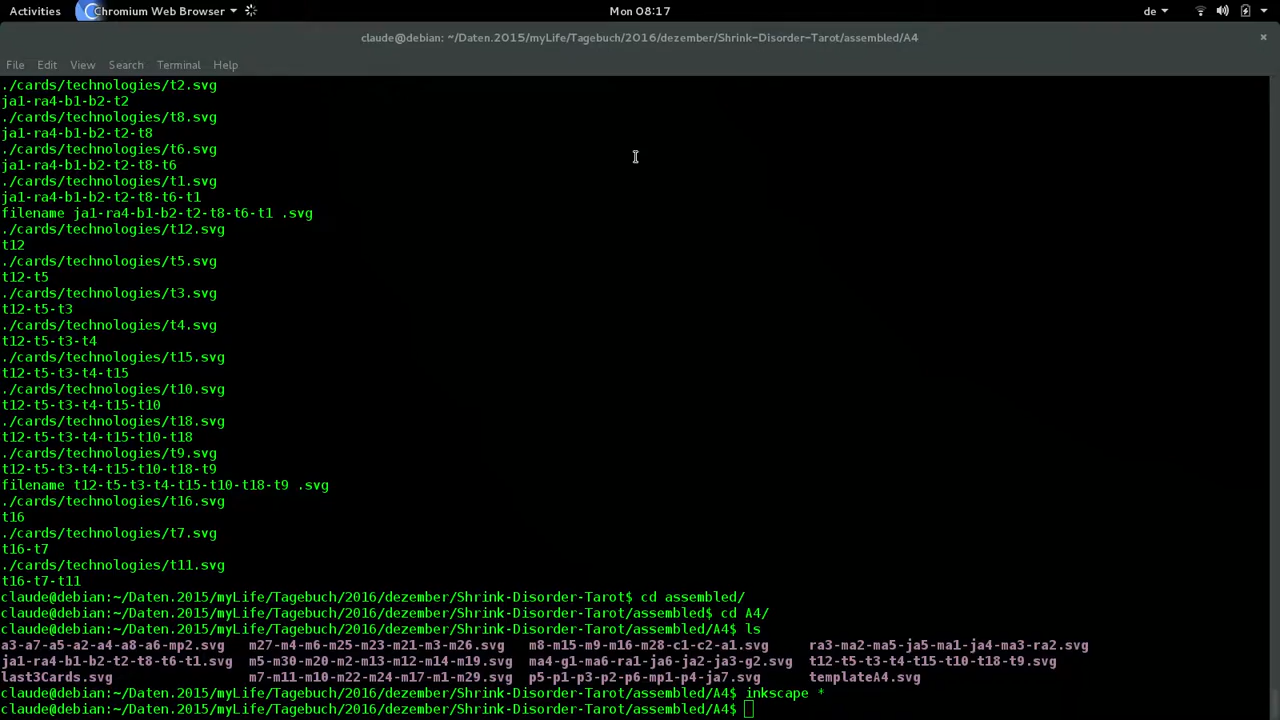 Activities Chromium Web Browser Mon 08:17 de
claude@debian: ~/Daten.2015/myLife/Tagebuch/2016/dezember/Shrink-Disorder-Tarot/assembled/A4
File Edit View Search Terminal Help
./cards/technologies/t2.svg
ja1-ra4-b1-b2-t2
./cards/technologies/t8.svg
ja1-ra4-b1-b2-t2-t8
./cards/technologies/t6.svg
ja1-ra4-b1-b2-t2-t8-t6
./cards/technologies/t1.svg
ja1-ra4-b1-b2-t2-t8-t6-t1
filename ja1-ra4-b1-b2-t2-t8-t6-t1 .svg
./cards/technologies/t12.svg
t12
./cards/technologies/t5.svg
t12-t5
./cards/technologies/t3.svg
t12-t5-t3
./cards/technologies/t4.svg
t12-t5-t3-t4
./cards/technologies/t15.svg
t12-t5-t3-t4-t15
./cards/technologies/t10.svg
t12-t5-t3-t4-t15-t10
./cards/technologies/t18.svg
t12-t5-t3-t4-t15-t10-t18
./cards/technologies/t9.svg
t12-t5-t3-t4-t15-t10-t18-t9
filename t12-t5-t3-t4-t15-t10-t18-t9 .svg
./cards/technologies/t16.svg
t16
./cards/technologies/t7.svg
t16-t7
./cards/technologies/t11.svg
t16-t7-t11
claude@debian:~/Daten.2015/myLife/Tagebuch/2016/dezember/Shrink-Disorder-Tarot$ cd assembled/
claude@debian:~/Daten.2015/myLife/Tagebuch/2016/dezember/Shrink-Disorder-Tarot/assembled$ cd A4/
claude@debian:~/Daten.2015/myLife/Tagebuch/2016/dezember/Shrink-Disorder-Tarot/assembled/A4$ ls
a3-a7-a5-a2-a4-a8-a6-mp2.svg m27-m4-m6-m25-m23-m21-m3-m26.svg m8-m15-m9-m16-m28-c1-c2-a1.svg ra3-ma2-ma5-ja5-ma1-ja4-ma3-ra2.svg
ja1-ra4-b1-b2-t2-t8-t6-t1.svg m5-m30-m20-m2-m13-m12-m14-m19.svg ma4-g1-ma6-ra1-ja6-ja2-ja3-g2.svg t12-t5-t3-t4-t15-t10-t18-t9.svg
last3Cards.svg m7-m11-m10-m22-m24-m17-m1-m29.svg p5-p1-p3-p2-p6-mp1-p4-ja7.svg templateA4.svg
claude@debian:~/Daten.2015/myLife/Tagebuch/2016/dezember/Shrink-Disorder-Tarot/assembled/A4$ inkscape *
claude@debian:~/Daten.2015/myLife/Tagebuch/2016/dezember/Shrink-Disorder-Tarot/assembled/A4$